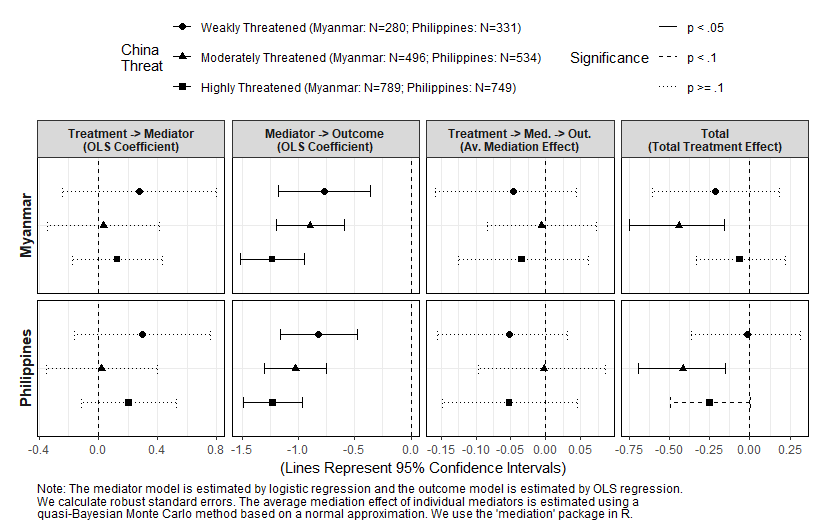 China
Threat
Weakly Threatened (Myanmar: N=280; Philippines: N=331)
Moderately Threatened (Myanmar: N=496; Philippines: N=534)
Highly Threatened (Myanmar: N=789; Philippines: N=749)
Significance
p < .05
p < .1
p >= .1
Treatment -> Mediator
(OLS Coefficient)
Mediator -> Outcome
(OLS Coefficient)
Treatment -> Med. -> Out.
(Av. Mediation Effect)
Total
(Total Treatment Effect)
Myanmar
Philippines
-0.4 0.0 0.4 0.8
-1.5 -1.0 -0.5 0.0
-0.15 -0.10 -0.05 0.00 0.05
-0.75 -0.50 -0.25 0.00 0.25
(Lines Represent 95% Confidence Intervals)
Note: The mediator model is estimated by logistic regression and the outcome model is estimated by OLS regression.
We calculate robust standard errors. The average mediation effect of individual mediators is estimated using a
quasi-Bayesian Monte Carlo method based on a normal approximation. We use the 'mediation' package in R.